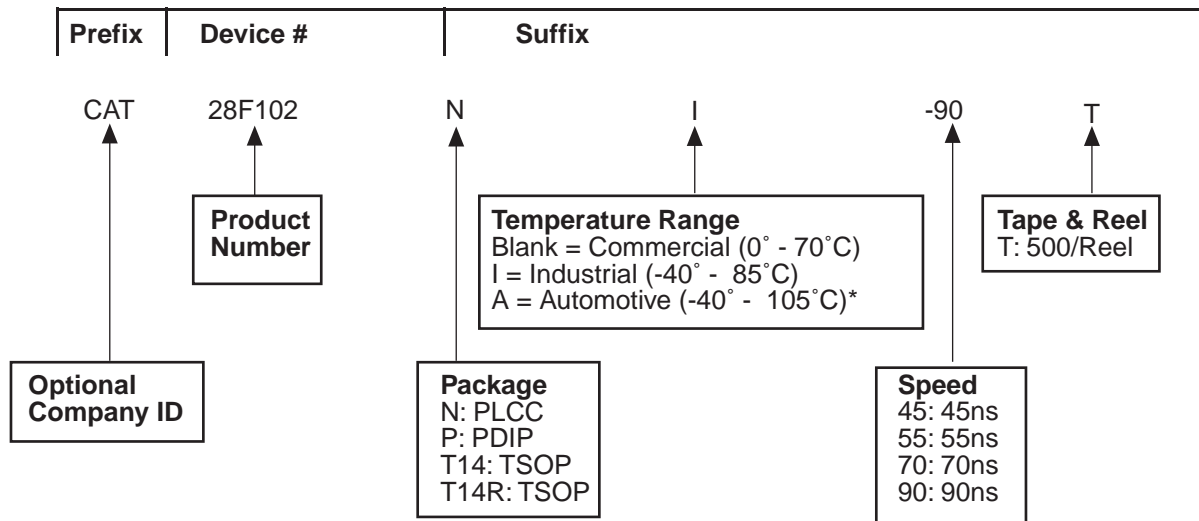 Prefix Device # Suffix
CAT 28F102 N I -90 T
Product
Number
Temperature Range
Blank = Commercial (0˚ - 70˚C)
I = Industrial (-40˚ - 85˚C)
A = Automotive (-40˚ - 105˚C)*
Tape & Reel
T: 500/Reel
Optional
Company ID
Package
N: PLCC
P: PDIP
T14: TSOP
T14R: TSOP
Speed
45: 45ns
55: 55ns
70: 70ns
90: 90ns